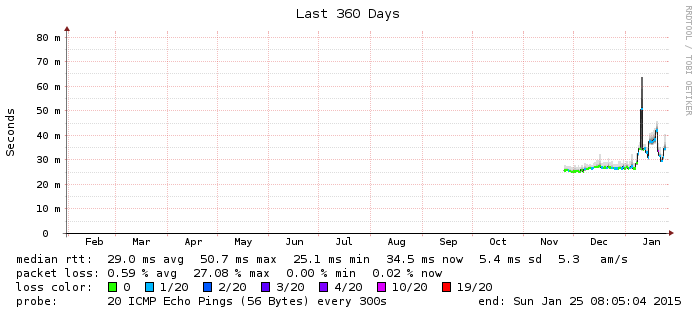 Last 360 Days
RRDTOOL / TOBI OETIKER
Seconds
80 m
70 m
60 m
50 m
40 m
30 m
20 m
10 m
0
Feb Mar Apr May Jun Jul Aug Sep Oct Nov Dec Jan
median rtt: 29.0 ms avg 50.7 ms max 25.1 ms min 34.5 ms now 5.4 ms sd 5.3 am/s
packet loss: 0.59 % avg 27.08 % max 0.00 % min 0.02 % now
loss color: 0 1/20 2/20 3/20 4/20 10/20 19/20
probe: 20 ICMP Echo Pings (56 Bytes) every 300s end: Sun Jan 25 08:05:04 2015